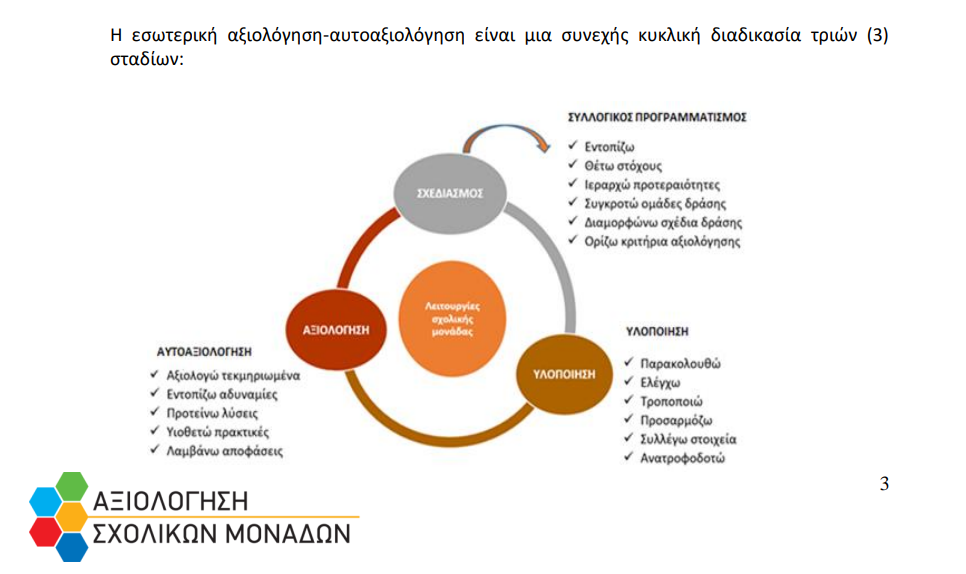 Η εσωτερική αξιολόγηση-αυτοαξιολόγηση είναι μια συνεχής κυκλική διαδικασία τριών (3)
σταδίων:
ΣΥΛΛΟΓΙΚΟΣ ΠΡΟΓΡΑΜΜΑΤΙΣΜΟΣ
✓ Εντοπίζω
✓ Θέτω στόχους
✓ Ιεραρχώ προτεραιότητες
✓ Συγκροτώ ομάδες δράσης
✓ Διαμορφώνω σχέδια δράσης
✓ Ορίζω κριτήρια αξιολόγησης
ΣΧΕΔΙΑΣΜΟΣ
Λειτουργίες
σχολικής
μονάδας
ΑΞΙΟΛΟΓΗΣΗ
ΥΛΟΠΟΙΗΣΗ
ΥΛΟΠΟΙΗΣΗ
✓ Παρακολουθώ
✓ Ελέγχω
✓ Τροποποιώ
✓ Προσαρμόζω
✓ Συλλέγω στοιχεία
✓ Ανατροφοδοτώ
ΑΥΤΟΑΞΙΟΛΟΓΗΣΗ
✓ Αξιολογώ τεκμηριωμένα
✓ Εντοπίζω αδυναμίες
✓ Προτείνω λύσεις
✓ Υιοθετώ πρακτικές
✓ Λαμβάνω αποφάσεις
3
ΑΞΙΟΛΟΓΗΣΗ
ΣΧΟΛΙΚΩΝ ΜΟΝΑΔΩΝ